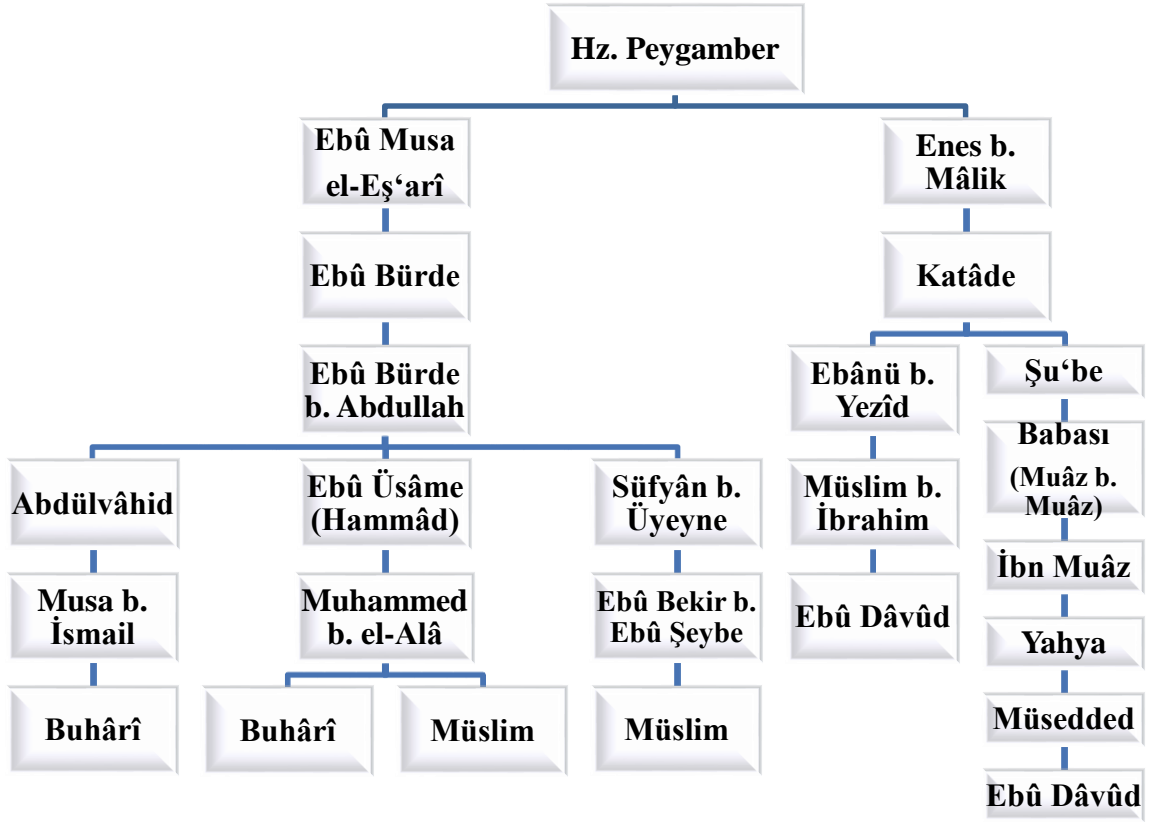 Hz. Peygamber
Ebû Musa
el-Eş‘arî
Enes b.
Mâlik
Ebû Bürde
Katâde
Ebû Bürde
b. Abdullah
Ebânü b.
Yezîd
Şu‘be
Babası
(Muâz b.
Muâz)
Abdülvâhid
Ebû Üsâme
(Hammâd)
Süfyân b.
Üyeyne
Müslim b.
İbrahim
İbn Muâz
Musa b.
İsmail
Muhammed
b. el-Alâ
Ebû Bekir b.
Ebû Şeybe
Ebû Dâvûd
Yahya
Buhârî
Buhârî
Müslim
Müslim
Müsedded
Ebû Dâvûd